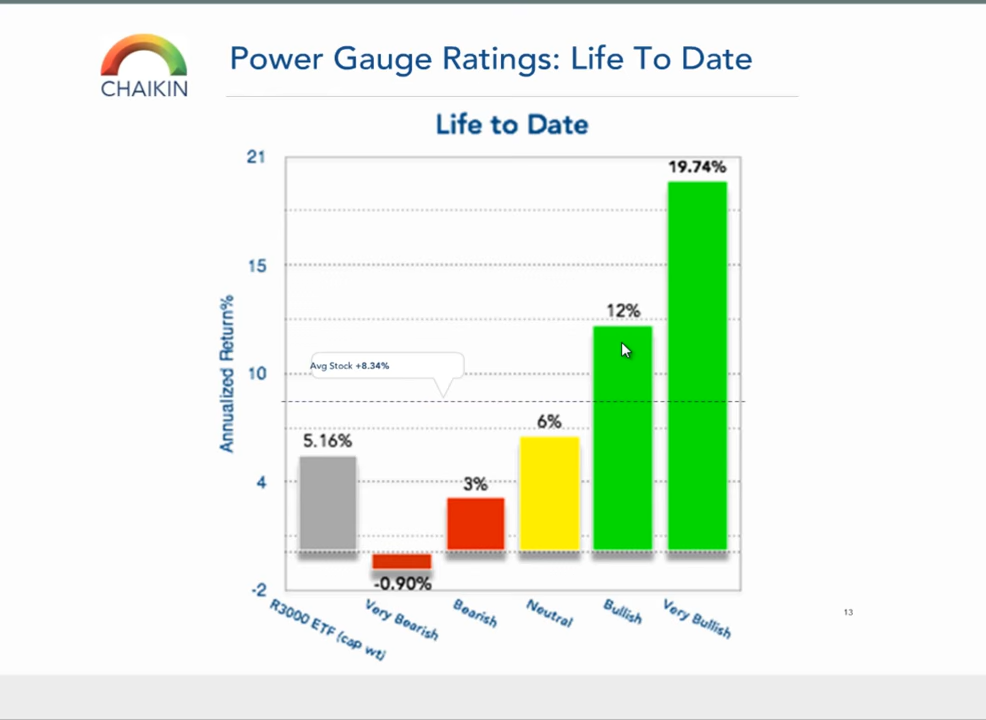 CHAIKIN
Power Gauge Ratings: Life To Date
Life to Date
Annualized Return%
21
15
10
4
-2
Avg Stock +8.34%
5.16%
-0.90%
3%
6%
12%
19.74%
R3000 ETF (cap wt)
Very Bearish
Bearish
Neutral
Bullish
Very Bullish
13